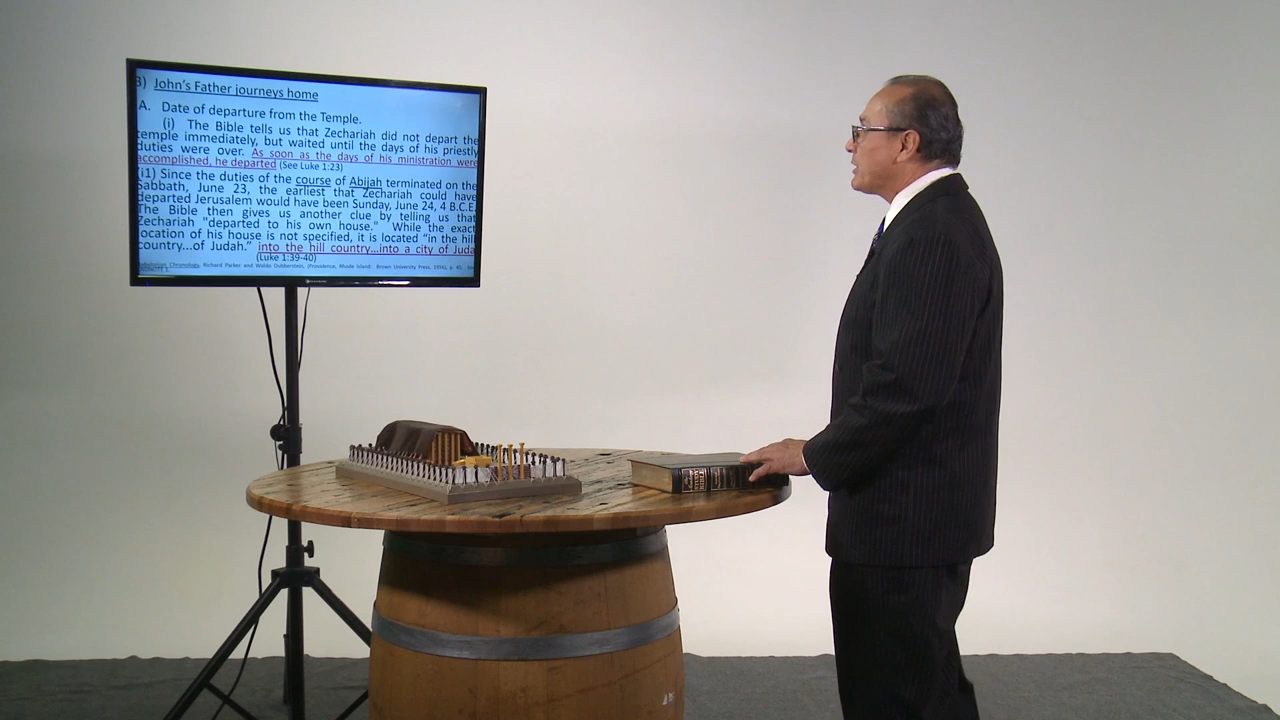 3) John's Father journeys home
A. Date of departure from the Temple.
(i) The Bible tells us that Zechariah did not depart the
temple immediately, but waited until the days of his priestly
duties were over. As soon as the days of his ministration were
accomplished, he departed (See Luke 1:23)
(i1) Since the duties of the course of Abijah terminated on the
Sabbath, June 23, the earliest that Zechariah could have
departed Jerusalem would have been Sunday, June 24, 4 B.C.E.
The Bible then gives us another clue by telling us that
Zechariah "departed to his own house." While the exact
location of his house is not specified, it is located "in the hill
country...of Judah." into the hill country...into a city of Juda
(Luke 1:39-40)
Chronology, Richard Parker and Waldo Dubberstein, (Providence, Rhode Island: Brown University Press, 1956), p.